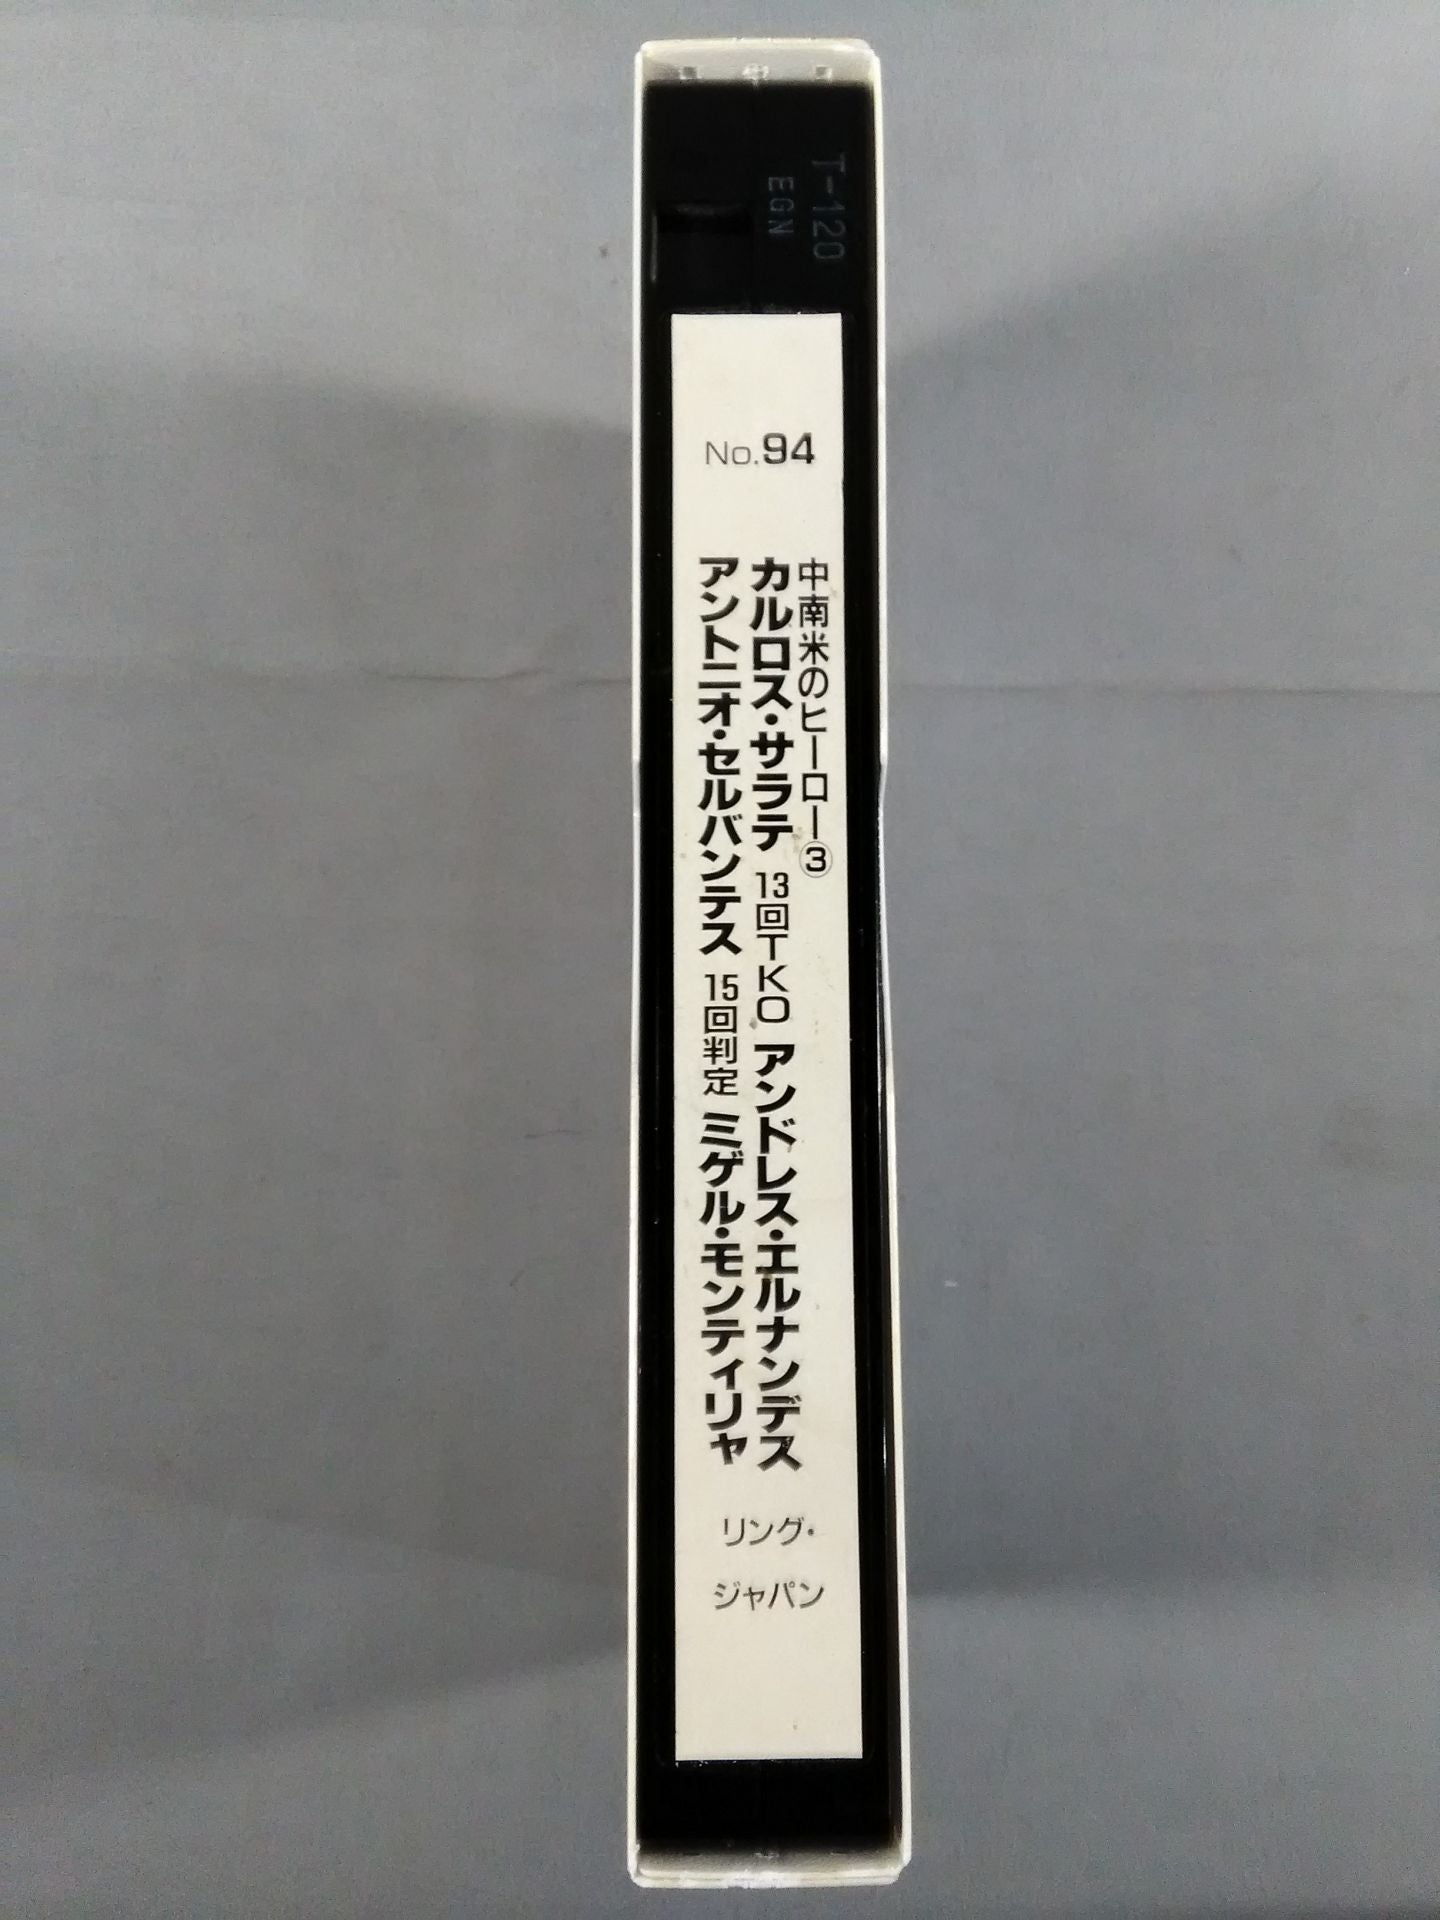 T-120
EGN
No.94
中南米のヒーロー③
カルロス・サラテ 13回TKO アンドレス・エルナンデス
アントニオ・セルバンテス 15回判定 ミゲル・モンティリャ
リング・
ジャパン